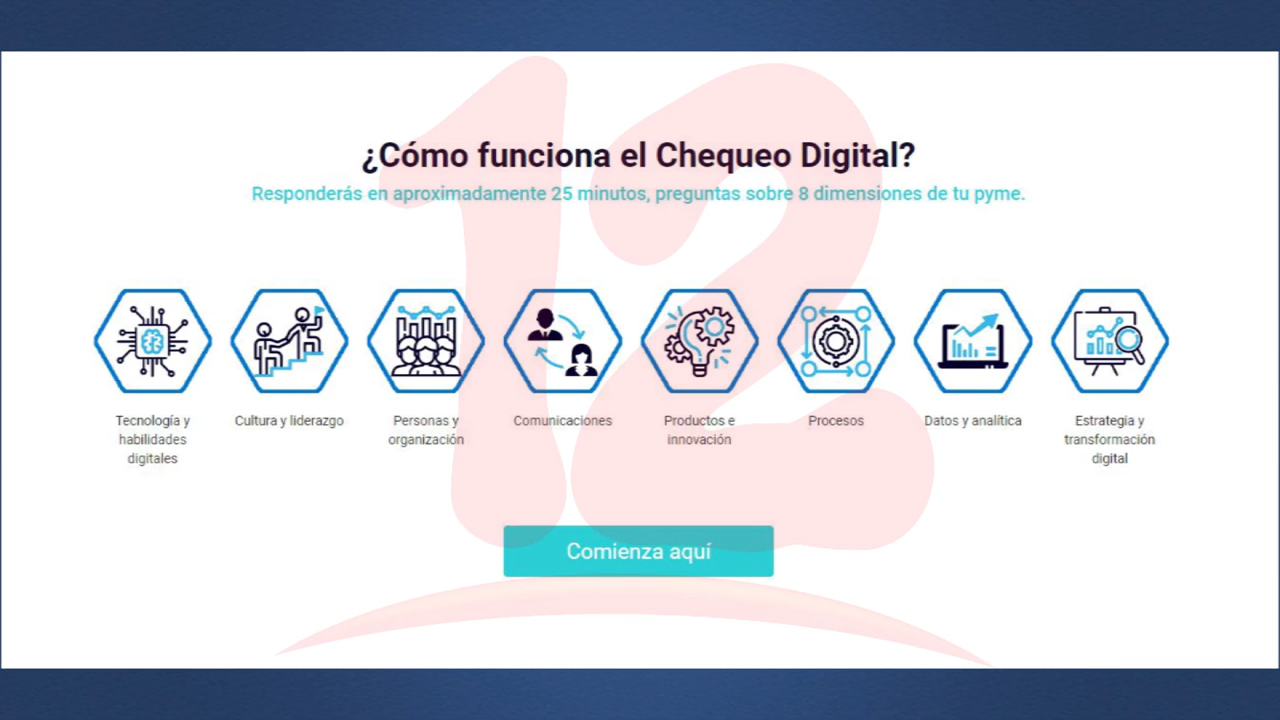 ¿Cómo funciona el Chequeo Digital?
Responderás en aproximadamente 25 minutos, preguntas sobre 8 dimensiones de tu pyme.
Tecnología y
habilidades
digitales
Cultura y liderazgo
Personas y
organización
Comunicaciones
Productos e
innovación
Procesos
Datos y analítica
Estrategia y
transformación
digital
Comienza aquí
12